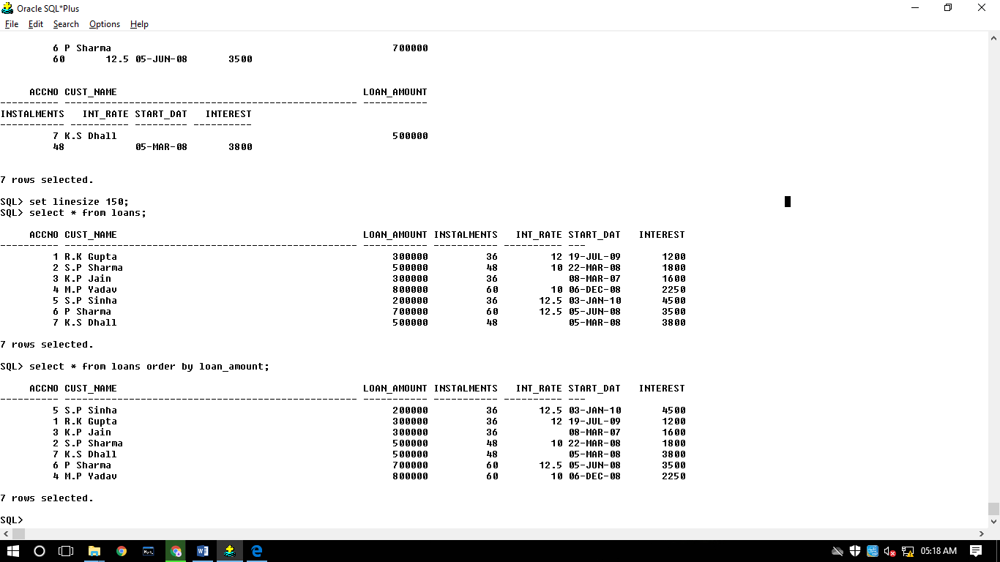 Oracle SQL*Plus
File Edit Search Options Help
6 P Sharma 700000
60 12.5 05-JUN-08 3500
ACCNO CUST_NAME LOAN_AMOUNT
---------- -------------------------------------------------- -----------
INSTALMENTS INT_RATE START_DAT INTEREST
----------- ---------- --------- ----------
7 K.S Dhall 500000
48 05-MAR-08 3800
7 rows selected.
SQL> set linesize 150;
SQL> select * from loans;
ACCNO CUST_NAME LOAN_AMOUNT INSTALMENTS INT_RATE START_DAT INTEREST
---------- -------------------------------------------------- ----------- ----------- ---------- ---
1 R.K Gupta 300000 36 12 19-JUL-09 1200
2 S.P Sharma 500000 48 10 22-MAR-08 1800
3 K.P Jain 300000 36 08-MAR-07 1600
4 M.P Yadav 800000 60 10 06-DEC-08 2250
5 S.P Sinha 200000 36 12.5 03-JAN-10 4500
6 P Sharma 700000 60 12.5 05-JUN-08 3500
7 K.S Dhall 500000 48 05-MAR-08 3800
7 rows selected.
SQL> select * from loans order by loan_amount;
ACCNO CUST_NAME LOAN_AMOUNT INSTALMENTS INT_RATE START_DAT INTEREST
---------- -------------------------------------------------- ----------- ----------- ---------- ---
5 S.P Sinha 200000 36 12.5 03-JAN-10 4500
1 R.K Gupta 300000 36 12 19-JUL-09 1200
3 K.P Jain 300000 36 08-MAR-07 1600
2 S.P Sharma 500000 48 10 22-MAR-08 1800
7 K.S Dhall 500000 48 05-MAR-08 3800
6 P Sharma 700000 60 12.5 05-JUN-08 3500
4 M.P Yadav 800000 60 10 06-DEC-08 2250
7 rows selected.
SQL>
05:18 AM